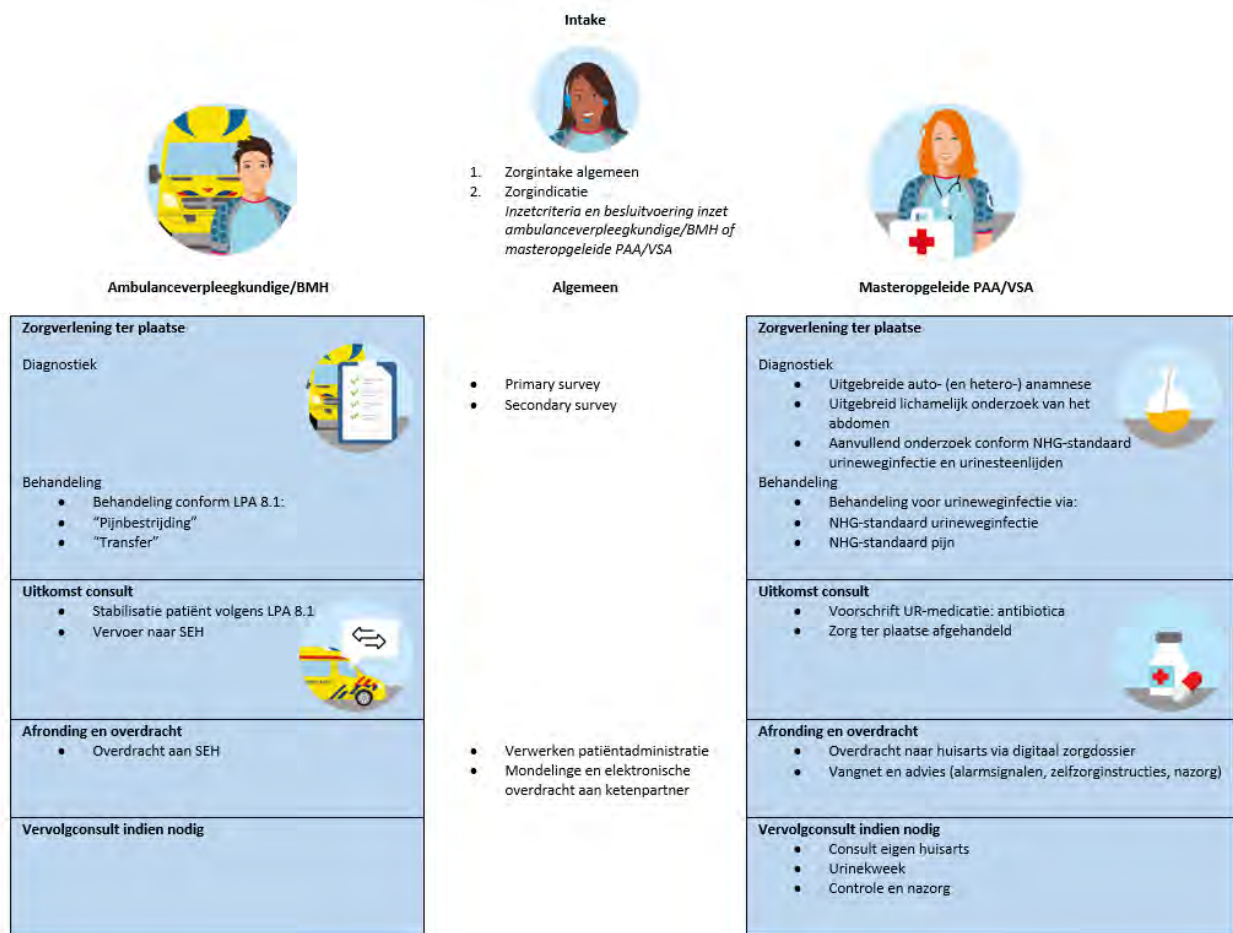 Intake
1. Zorgintake algemeen
2. Zorgindicatie
Inzetcriteria en besluitvoering inzet
ambulanceverpleegkundige/BMH of
masteropgeleide PAA/VSA
Ambulanceverpleegkundige/BMH
Algemeen
Masteropgeleide PAA/VSA
Zorgverlening ter plaatse
Diagnostiek
Behandeling
• Behandeling conform LPA 8.1:
• “Pijnbestrijding”
• “Transfer”
Uitkomst consult
• Stabilisatie patiënt volgens LPA 8.1
• Vervoer naar SEH
Afronding en overdracht
• Overdracht aan SEH
Vervolgconsult indien nodig
• Primary survey
• Secondary survey
• Verwerken patiëntadministratie
• Mondelinge en elektronische
overdracht aan ketenpartner
Zorgverlening ter plaatse
Diagnostiek
• Uitgebreide auto- (en hetero-) anamnese
• Uitgebreid lichamelijk onderzoek van het
abdomen
• Aanvullend onderzoek conform NHG-standaard
urineweginfectie en urinesteenlijden
Behandeling
• Behandeling voor urineweginfectie via:
• NHG-standaard urineweginfectie
• NHG-standaard pijn
Uitkomst consult
• Voorschrift UR-medicatie: antibiotica
• Zorg ter plaatse afgehandeld
Afronding en overdracht
• Overdracht naar huisarts via digitaal zorgdossier
• Vangnet en advies (alarmsignalen, zelfzorginstructies, nazorg)
Vervolgconsult indien nodig
• Consult eigen huisarts
• Urinekweek
• Controle en nazorg